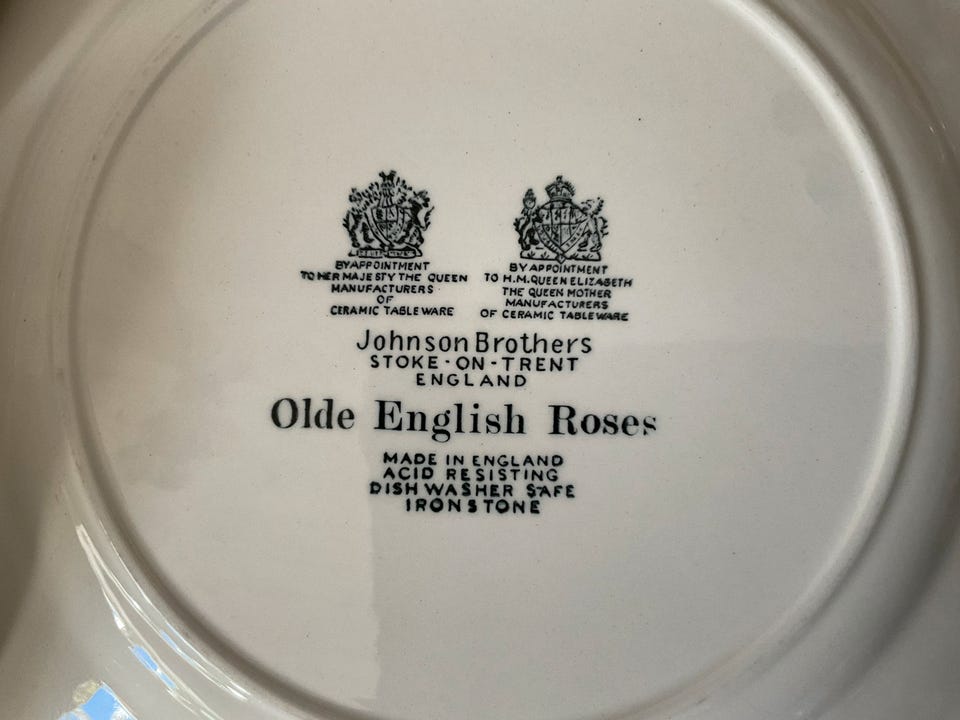 BY APPOINTMENT
TO HER MAJESTY THE QUEEN
MANUFACTURERS
OF
CERAMIC TABLEWARE
BY APPOINTMENT
TO H.M. QUEEN ELIZABETH
THE QUEEN MOTHER
MANUFACTURERS
OF CERAMIC TABLEWARE
Johnson Brothers
STOKE-ON-TRENT
ENGLAND
Olde English Roses
MADE IN ENGLAND
ACID RESISTING
DISHWASHER SAFE
IRONSTONE